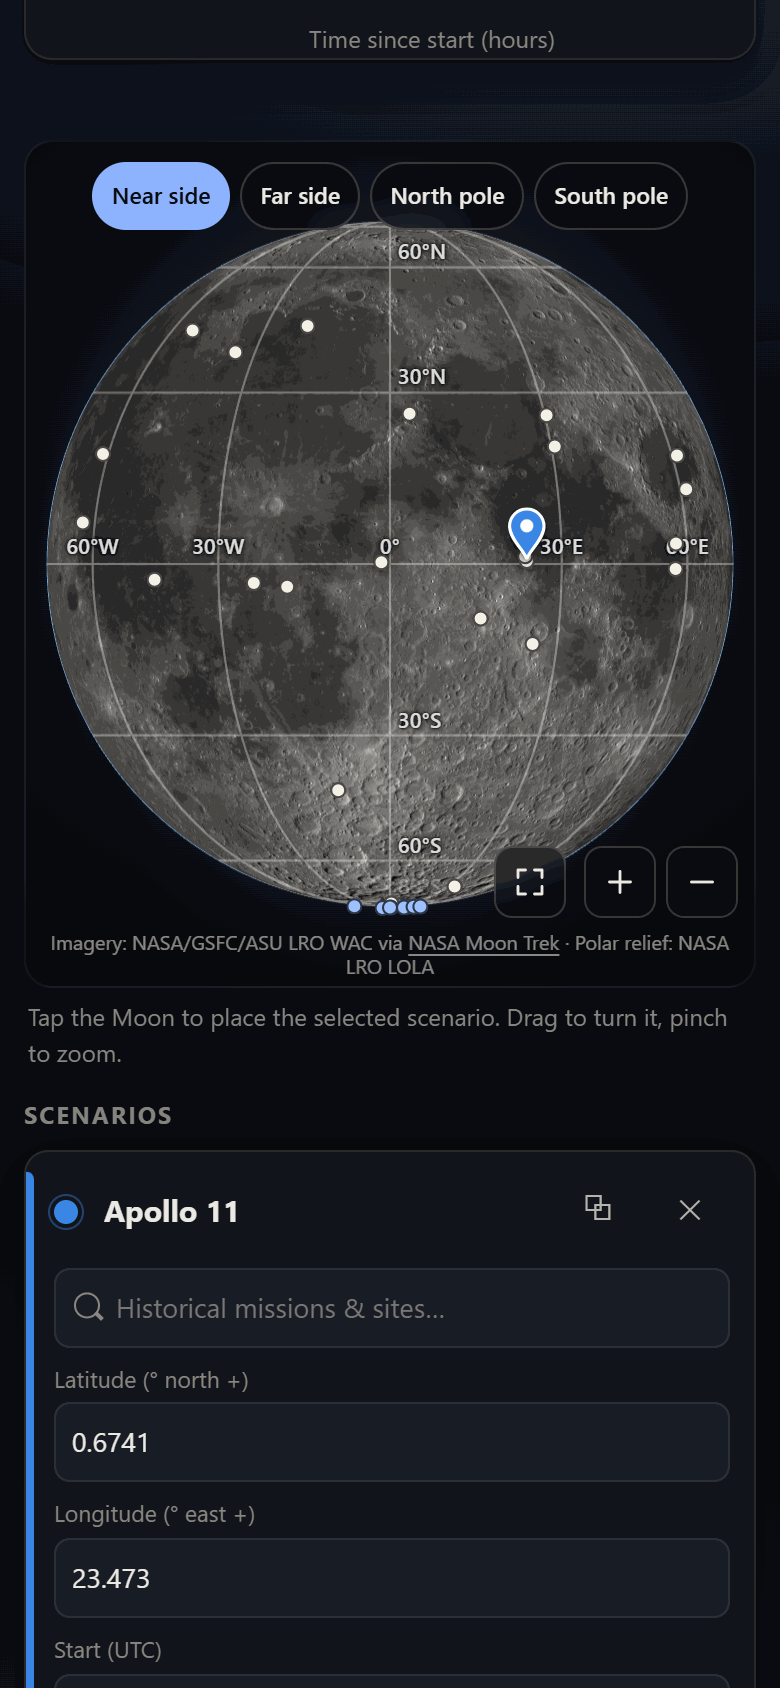 Time since start (hours)
Near side
Far side
North pole
South pole
60°N
30°N
60°W
30°W
0°
30°E
60°E
30°S
60°S
Imagery: NASA/GSFC/ASU LRO WAC via NASA Moon Trek · Polar relief: NASA
LRO LOLA
Tap the Moon to place the selected scenario. Drag to turn it, pinch
to zoom.
SCENARIOS
Apollo 11
Historical missions & sites...
Latitude (° north +)
0.6741
Longitude (° east +)
23.473
Start (UTC)